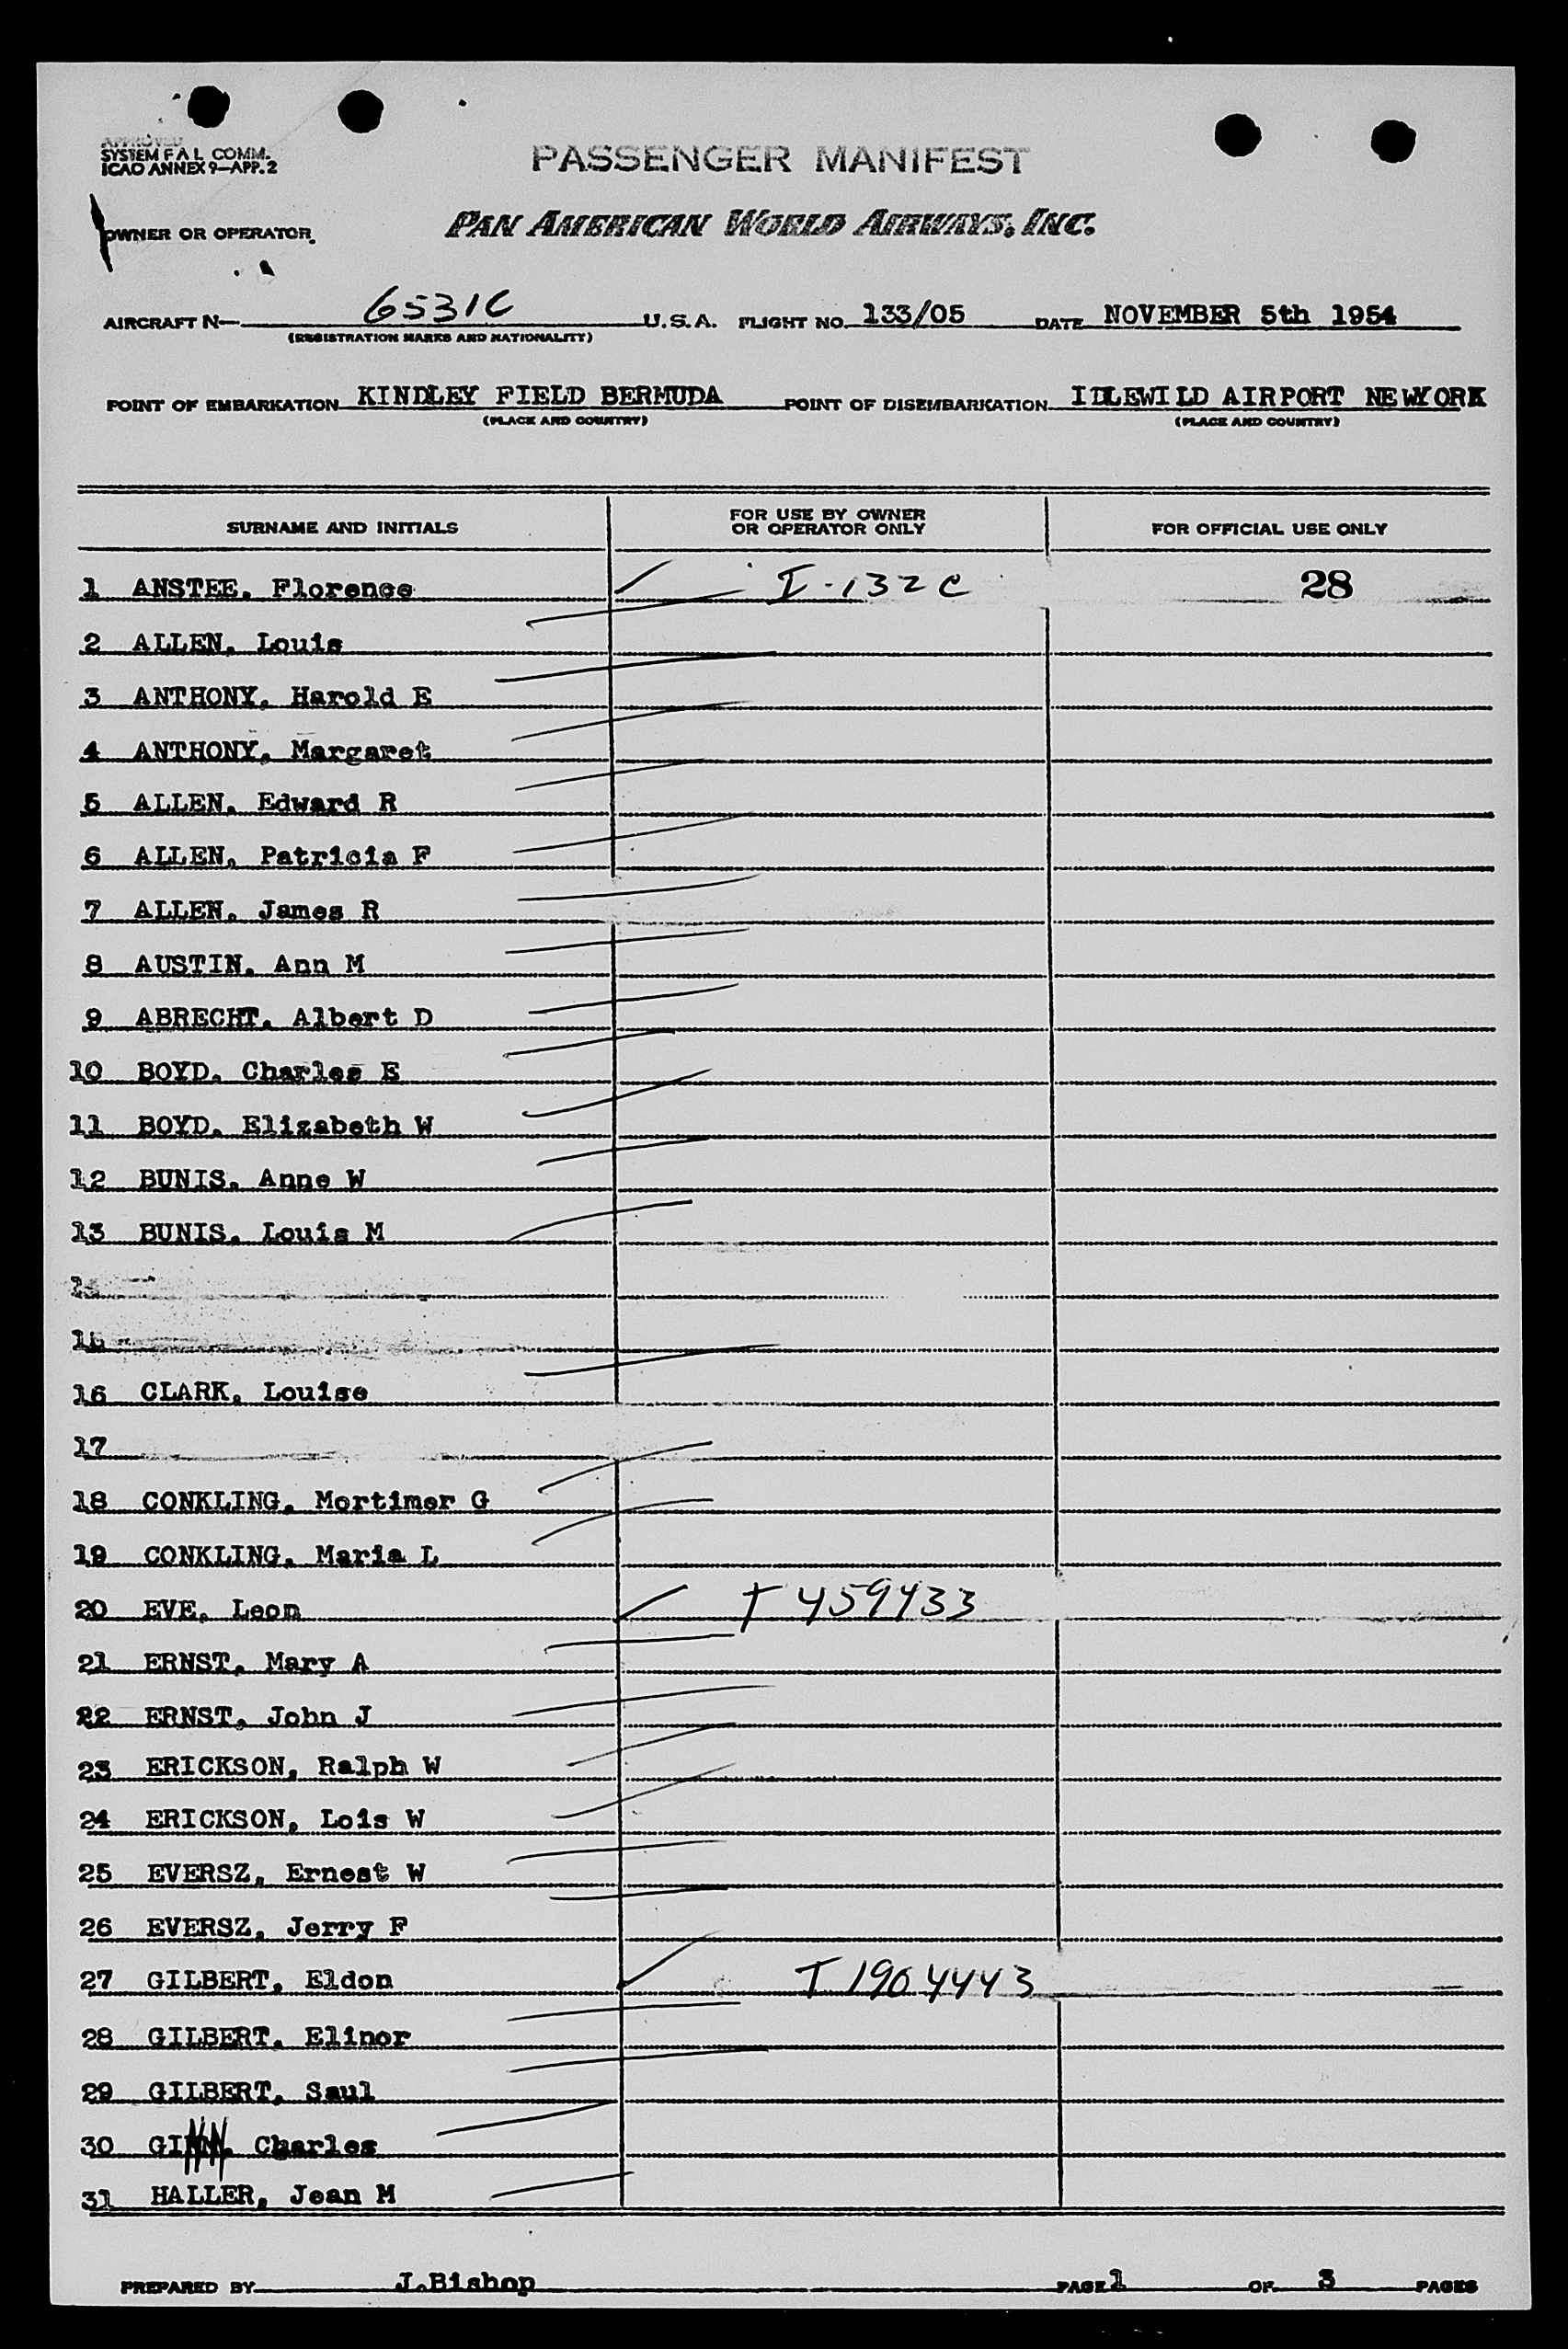 APPROVED
SYSTEM F A L COMM.
ICAO ANNEX 9—APP. 2
PASSENGER MANIFEST
OWNER OR OPERATOR
PAN AMERICAN WORLD AIRWAYS, INC.
AIRCRAFT N— 6531C U.S.A. FLIGHT NO. 133/05 DATE NOVEMBER 5th 1954
(REGISTRATION MARKS AND NATIONALITY)
POINT OF EMBARKATION KINDLEY FIELD BERMUDA POINT OF DISEMBARKATION IDLEWILD AIRPORT NEWYORK
(PLACE AND COUNTRY) (PLACE AND COUNTRY)
SURNAME AND INITIALS FOR USE BY OWNER OR OPERATOR ONLY FOR OFFICIAL USE ONLY
1 ANSTEE, Florence I-132C 28
2 ALLEN, Louis
3 ANTHONY, Harold E
4 ANTHONY, Margaret
5 ALLEN, Edward R
6 ALLEN, Patricia F
7 ALLEN, James R
8 AUSTIN, Ann M
9 ABRECHT, Albert D
10 BOYD, Charles E
11 BOYD, Elizabeth W
12 BUNIS, Anne W
13 BUNIS, Louis M
15
16 CLARK, Louise
17
18 CONKLING, Mortimer G
19 CONKLING, Maria L
20 EVE, Leon T 459433
21 ERNST, Mary A
22 ERNST, John J
23 ERICKSON, Ralph W
24 ERICKSON, Lois W
25 EVERSZ, Ernest W
26 EVERSZ, Jerry F
27 GILBERT, Eldon T 1904443
28 GILBERT, Elinor
29 GILBERT, Saul
30 GINN, Charles
31 HALLER, Jean M
PREPARED BY J.Bishop PAGE 1 OF 3 PAGES